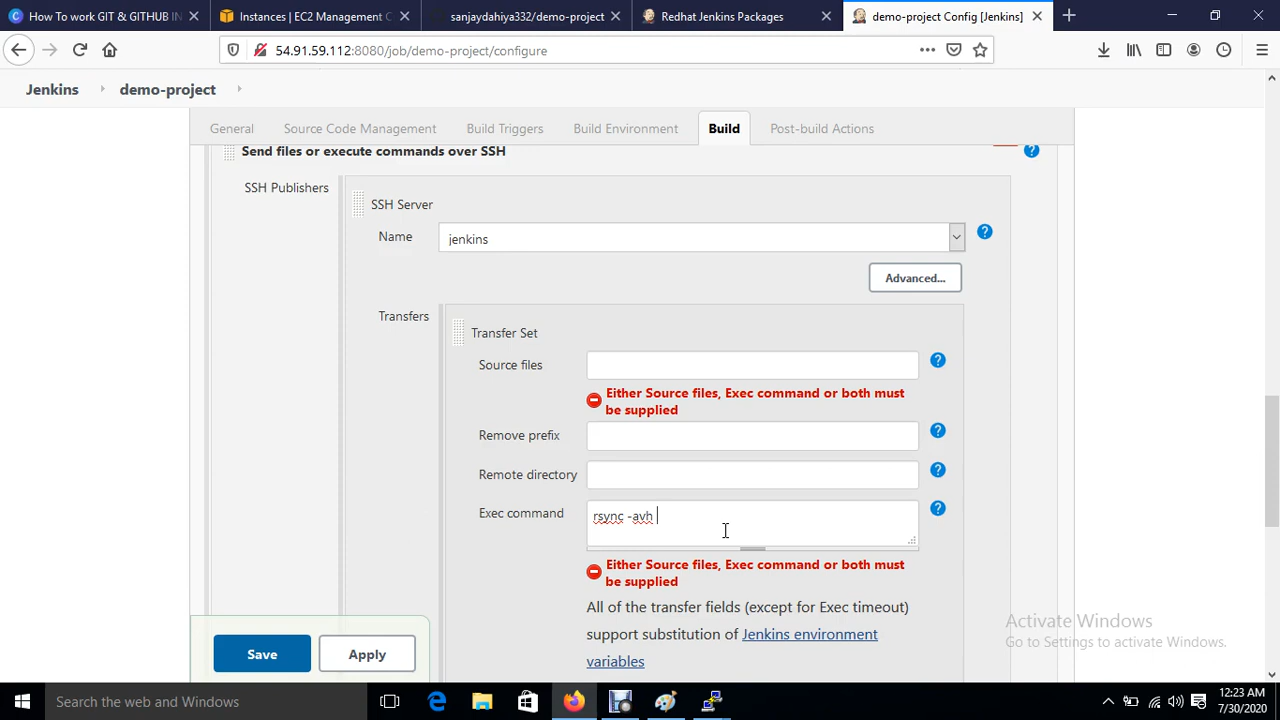 How To work GIT & GITHUB IN
Instances | EC2 Management C
sanjaydahiya332/demo-project
Redhat Jenkins Packages
demo-project Config [Jenkins]
54.91.59.112:8080/job/demo-project/configure
Jenkins
demo-project
General
Source Code Management
Build Triggers
Build Environment
Build
Post-build Actions
Send files or execute commands over SSH
SSH Publishers
SSH Server
Name
jenkins
Advanced...
Transfers
Transfer Set
Source files
Either Source files, Exec command or both must
be supplied
Remove prefix
Remote directory
Exec command
rsync -avh
Either Source files, Exec command or both must
be supplied
All of the transfer fields (except for Exec timeout)
support substitution of Jenkins environment
variables
Save
Apply
Activate Windows
Go to Settings to activate Windows.
Search the web and Windows
12:23 AM
7/30/2020